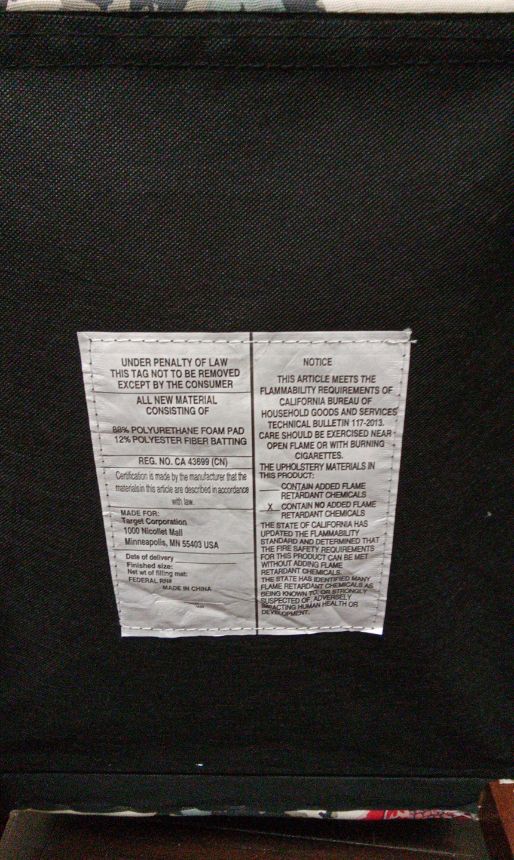 UNDER PENALTY OF LAW
THIS TAG NOT TO BE REMOVED
EXCEPT BY THE CONSUMER
ALL NEW MATERIAL
CONSISTING OF
88% POLYURETHANE FOAM PAD
12% POLYESTER FIBER BATTING
REG. NO. CA 43699 (CN)
Certification is made by the manufacturer that the
materials in this article are described in accordance
with law.
MADE FOR:
Target Corporation
1000 Nicollet Mall
Minneapolis, MN 55403 USA
Date of delivery
Finished size:
Net wt of filling mat:
FEDERAL RN#
MADE IN CHINA
NOTICE
THIS ARTICLE MEETS THE
FLAMMABILITY REQUIREMENTS OF
CALIFORNIA BUREAU OF
HOUSEHOLD GOODS AND SERVICES
TECHNICAL BULLETIN 117-2013.
CARE SHOULD BE EXERCISED NEAR
OPEN FLAME OR WITH BURNING
CIGARETTES.
THE UPHOLSTERY MATERIALS IN
THIS PRODUCT:
CONTAIN ADDED FLAME
RETARDANT CHEMICALS
X CONTAIN NO ADDED FLAME
RETARDANT CHEMICALS
THE STATE OF CALIFORNIA HAS
UPDATED THE FLAMMABILITY
STANDARD AND DETERMINED THAT
THE FIRE SAFETY REQUIREMENTS
FOR THIS PRODUCT CAN BE MET
WITHOUT ADDING FLAME
RETARDANT CHEMICALS.
THE STATE HAS IDENTIFIED MANY
FLAME RETARDANT CHEMICALS AS
BEING KNOWN TO, OR STRONGLY
SUSPECTED OF, ADVERSELY
IMPACTING HUMAN HEALTH OR
DEVELOPMENT.